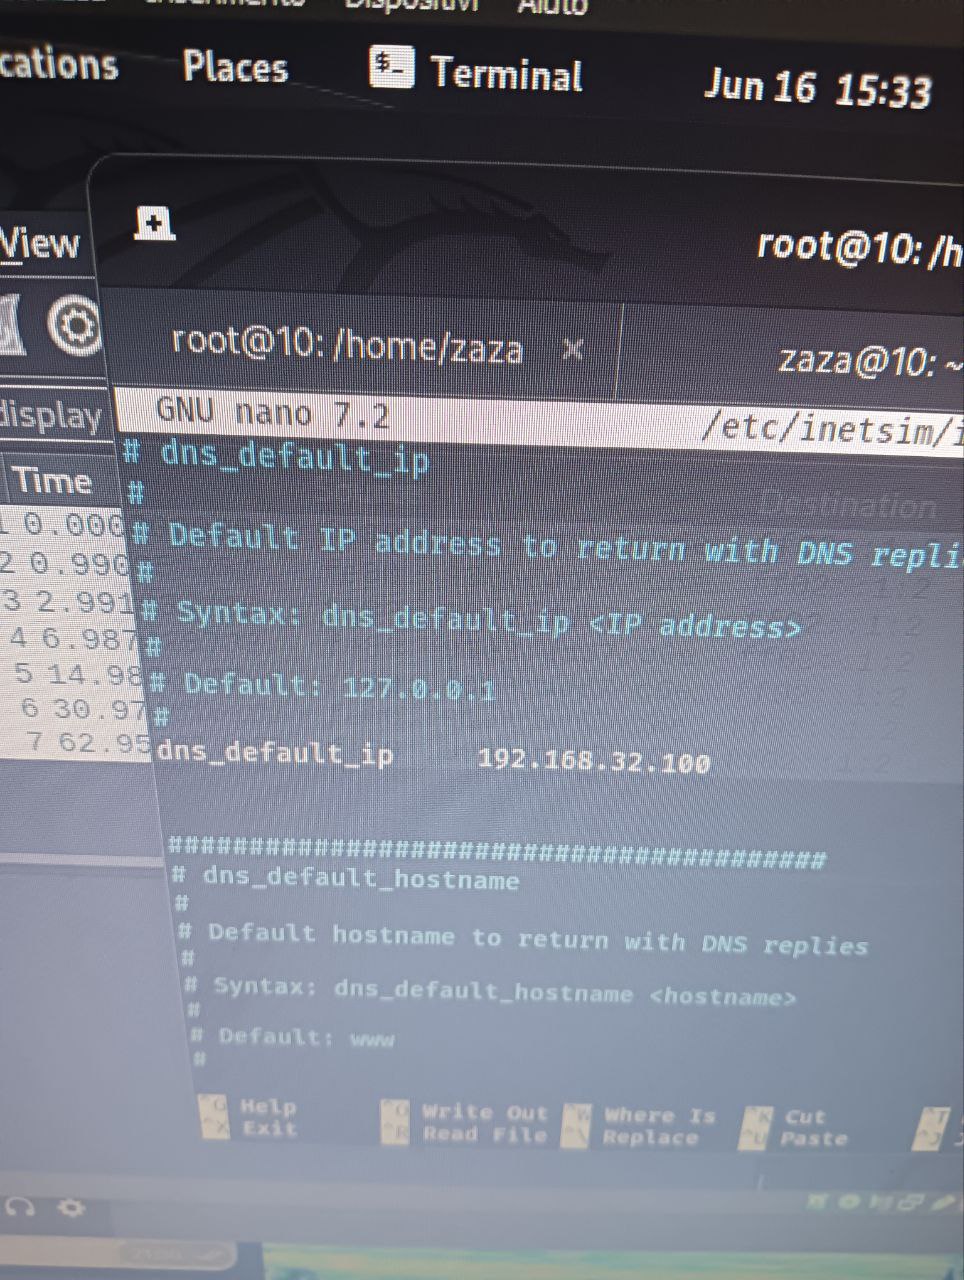 Dispositivi Aiuto
cations Places Terminal Jun 16 15:33
View
root@10: /h
root@10: /home/zaza × zaza@10: ~
display
GNU nano 7.2 /etc/inetsim/i
Time
Destination
# dns_default_ip
#
# Default IP address to return with DNS repli
#
# Syntax: dns_default_ip <IP address>
#
# Default: 127.0.0.1
#
dns_default_ip 192.168.32.100
1 0.000
2 0.990
3 2.991
4 6.987
5 14.98
6 30.97
7 62.95
#########################################
# dns_default_hostname
#
# Default hostname to return with DNS replies
#
# Syntax: dns_default_hostname <hostname>
#
# Default: www
#
^G Help ^O Write Out ^W Where Is ^K Cut ^T
^X Exit ^R Read File ^\ Replace ^U Paste ^J